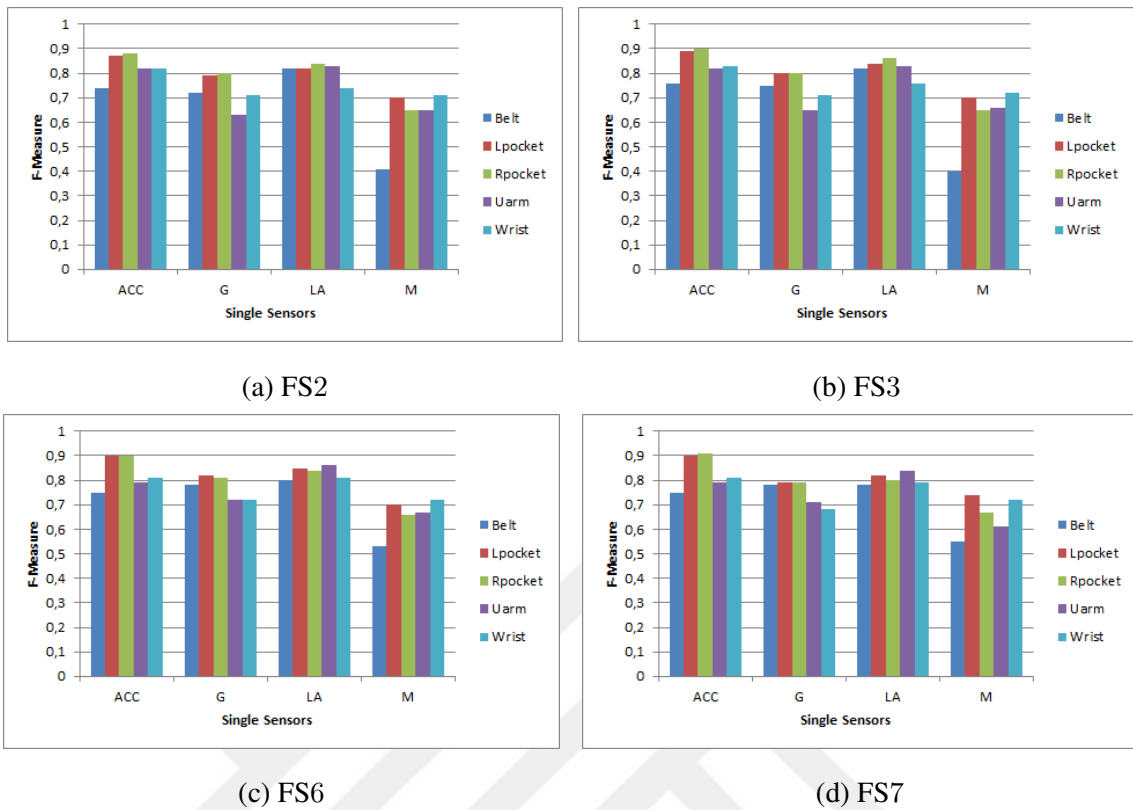 1
0,9
0,8
0,7
0,6
0,5
0,4
0,3
0,2
0,1
0
F-Measure
ACC G LA M
Single Sensors
Belt
Lpocket
Rpocket
Uarm
Wrist
(a) FS2
1
0,9
0,8
0,7
0,6
0,5
0,4
0,3
0,2
0,1
0
F-Measure
ACC G LA M
Single Sensors
Belt
Lpocket
Rpocket
Uarm
Wrist
(b) FS3
1
0,9
0,8
0,7
0,6
0,5
0,4
0,3
0,2
0,1
0
F-Measure
ACC G LA M
Single Sensors
Belt
Lpocket
Rpocket
Uarm
Wrist
(c) FS6
1
0,9
0,8
0,7
0,6
0,5
0,4
0,3
0,2
0,1
0
F-Measure
ACC G LA M
Single Sensors
Belt
Lpocket
Rpocket
Uarm
Wrist
(d) FS7